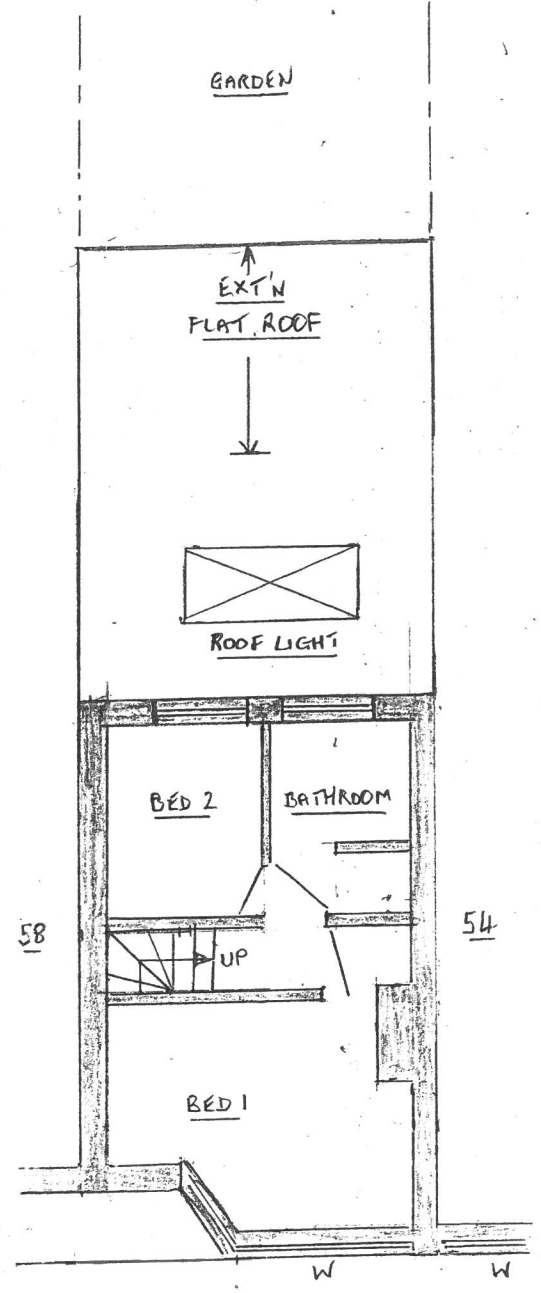 GARDEN
EXT'N
FLAT ROOF
ROOF LIGHT
BED 2
BATHROOM
58
54
UP
BED 1
W
W